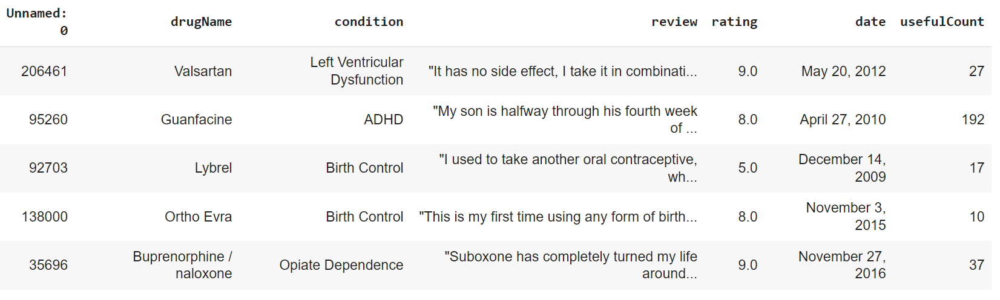 Unnamed: 0 drugName condition review rating date usefulCount
206461 Valsartan Left Ventricular Dysfunction "It has no side effect, I take it in combinati... 9.0 May 20, 2012 27
95260 Guanfacine ADHD "My son is halfway through his fourth week of ... 8.0 April 27, 2010 192
92703 Lybrel Birth Control "I used to take another oral contraceptive, wh... 5.0 December 14, 2009 17
138000 Ortho Evra Birth Control "This is my first time using any form of birth... 8.0 November 3, 2015 10
35696 Buprenorphine / naloxone Opiate Dependence "Suboxone has completely turned my life around... 9.0 November 27, 2016 37